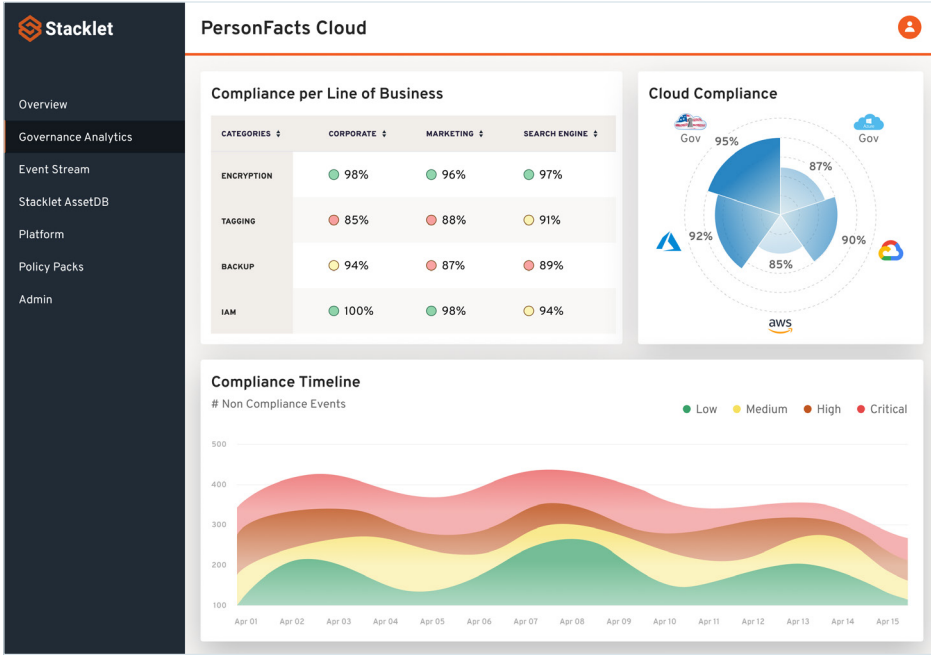 Stacklet
PersonFacts Cloud
Overview
Governance Analytics
Event Stream
Stacklet AssetDB
Platform
Policy Packs
Admin
Compliance per Line of Business
CATEGORIES CORPORATE MARKETING SEARCH ENGINE
ENCRYPTION 98% 96% 97%
TAGGING 85% 88% 91%
BACKUP 94% 87% 89%
IAM 100% 98% 94%
Cloud Compliance
Gov 95% Gov
87%
92% 90%
85%
aws
Compliance Timeline
# Non Compliance Events
Low Medium High Critical
500
400
300
200
100
Apr 01 Apr 02 Apr 03 Apr 04 Apr 05 Apr 06 Apr 07 Apr 08 Apr 09 Apr 10 Apr 11 Apr 12 Apr 13 Apr 14 Apr 15